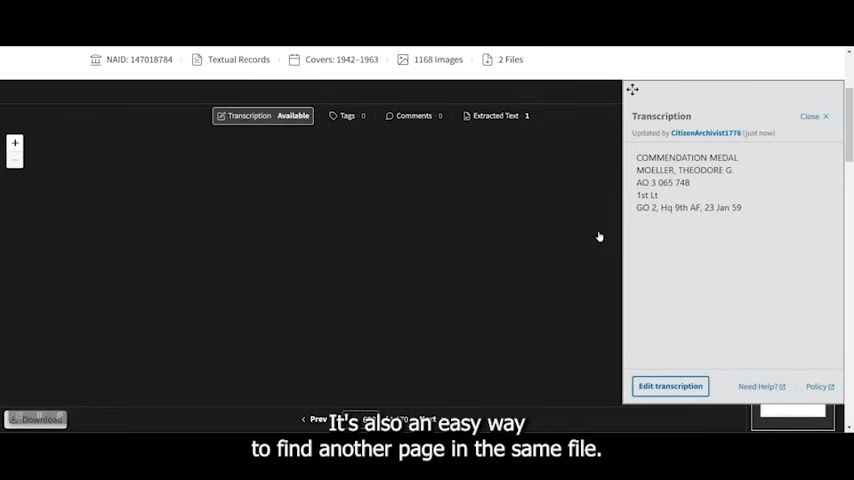 NAID: 147018784 Textual Records Covers: 1942–1963 1168 Images 2 Files
Transcription Available Tags 0 Comments 0 Extracted Text 1
+
Transcription Close ×
Updated by CitizenArchivist1776 (just now)
COMMENDATION MEDAL
MOELLER, THEODORE G.
AO 3 065 748
1st Lt
GO 2, Hq 9th AF, 23 Jan 59
Edit transcription Need Help? Policy
Download Prev
It's also an easy way
to find another page in the same file.